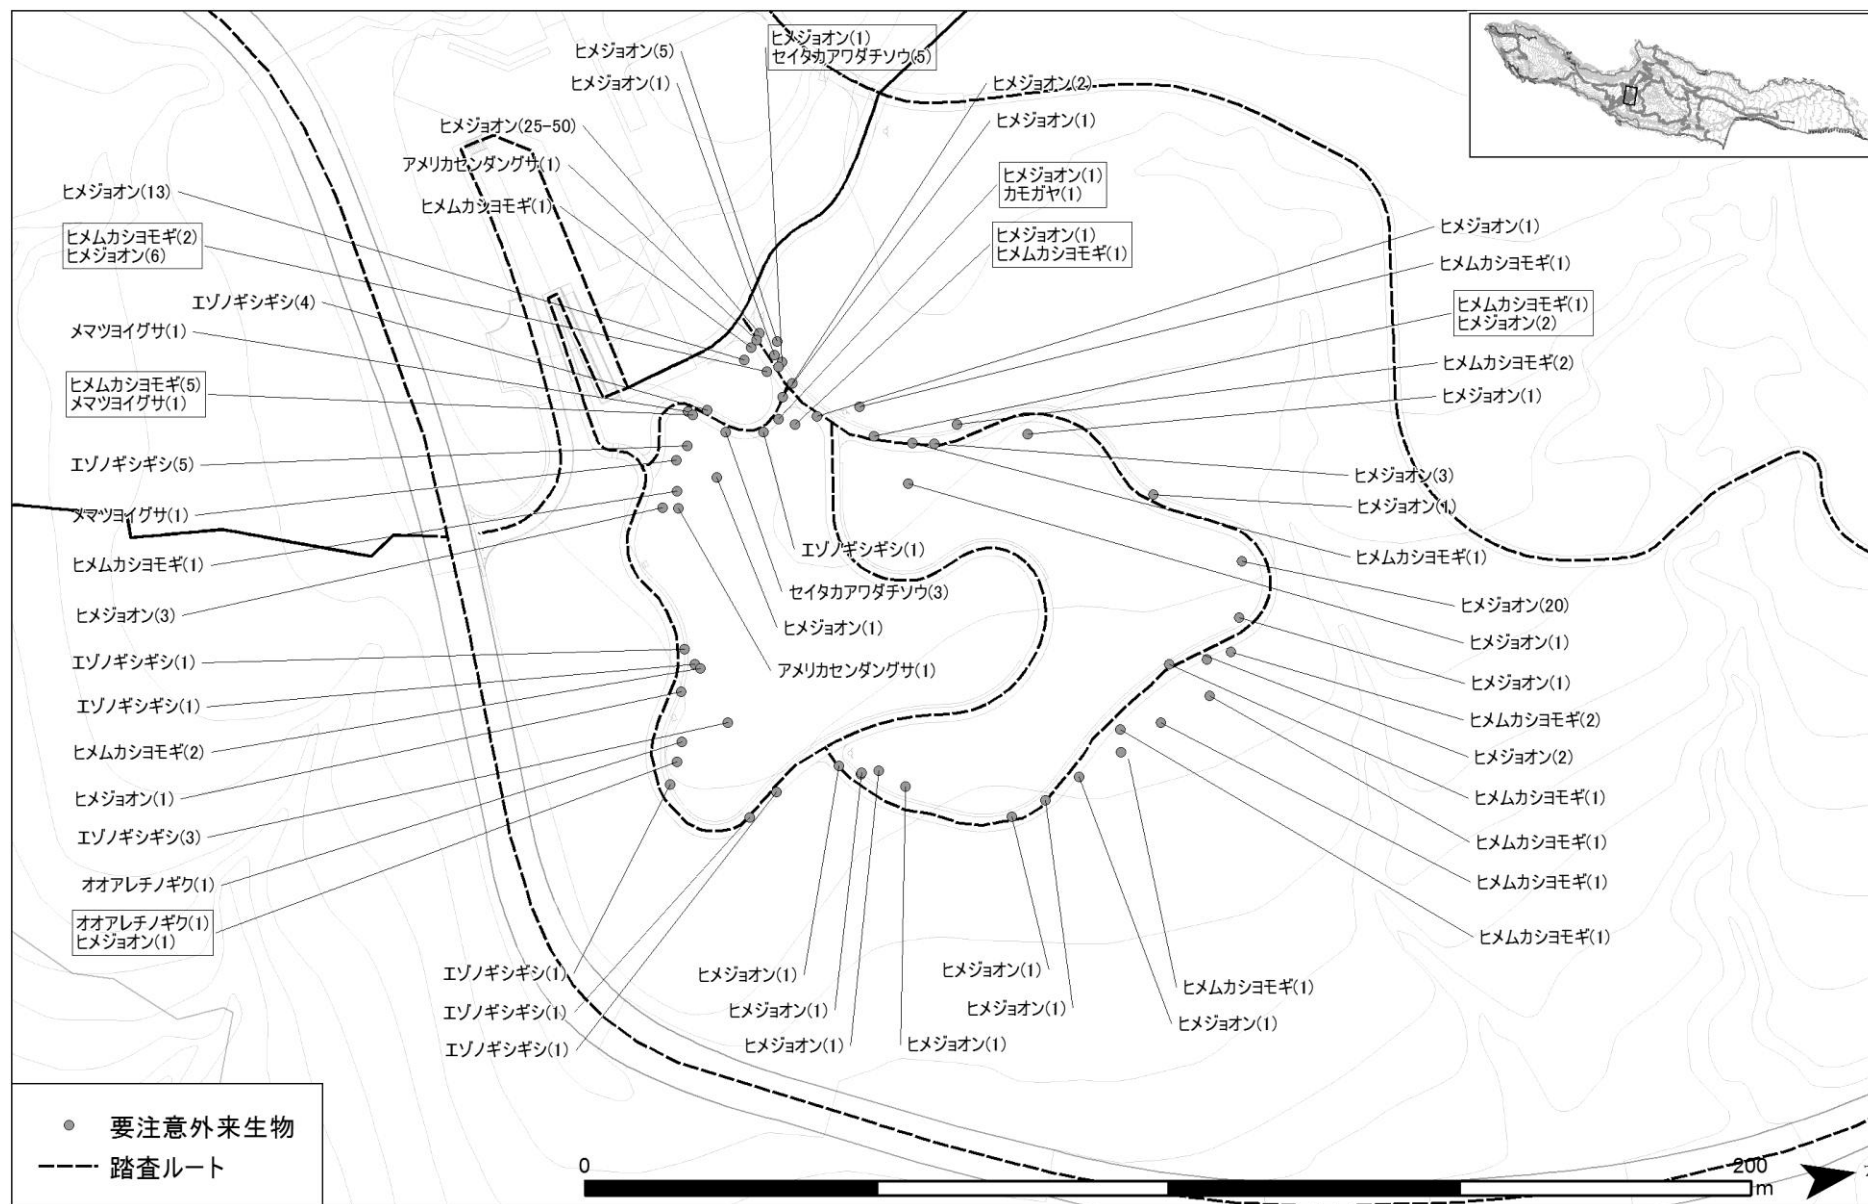 ヒメジョオン(5)
ヒメジョオン(1)
セイタカアワダチソウ(5)
ヒメジョオン(1)
ヒメジョオン(2)
ヒメジョオン(25-50)
ヒメジョオン(1)
アメリカセンダングサ(1)
ヒメジョオン(1)
カモガヤ(1)
ヒメジョオン(13)
ヒメムカシヨモギ(1)
ヒメムカシヨモギ(2)
ヒメジョオン(6)
ヒメジョオン(1)
ヒメムカシヨモギ(1)
ヒメジョオン(1)
ヒメムカシヨモギ(1)
エゾノギシギシ(4)
ヒメムカシヨモギ(1)
ヒメジョオン(2)
メマツヨイグサ(1)
ヒメムカシヨモギ(2)
ヒメムカシヨモギ(5)
メマツヨイグサ(1)
ヒメジョオン(1)
エゾノギシギシ(5)
ヒメジョオン(3)
メマツヨイグサ(1)
ヒメジョオン(1)
エゾノギシギシ(1)
ヒメムカシヨモギ(1)
ヒメムカシヨモギ(1)
セイタカアワダチソウ(3)
ヒメジョオン(20)
ヒメジョオン(3)
ヒメジョオン(1)
ヒメジョオン(1)
エゾノギシギシ(1)
アメリカセンダングサ(1)
ヒメジョオン(1)
エゾノギシギシ(1)
ヒメムカシヨモギ(2)
ヒメムカシヨモギ(2)
ヒメジョオン(2)
ヒメジョオン(1)
ヒメムカシヨモギ(1)
エゾノギシギシ(3)
ヒメムカシヨモギ(1)
オオアレチノギク(1)
ヒメムカシヨモギ(1)
オオアレチノギク(1)
ヒメジョオン(1)
ヒメムカシヨモギ(1)
エゾノギシギシ(1)
ヒメジョオン(1)
ヒメジョオン(1)
ヒメムカシヨモギ(1)
エゾノギシギシ(1)
ヒメジョオン(1)
ヒメジョオン(1)
ヒメジョオン(1)
エゾノギシギシ(1)
ヒメジョオン(1)
ヒメジョオン(1)
要注意外来生物
踏査ルート
0
200
m